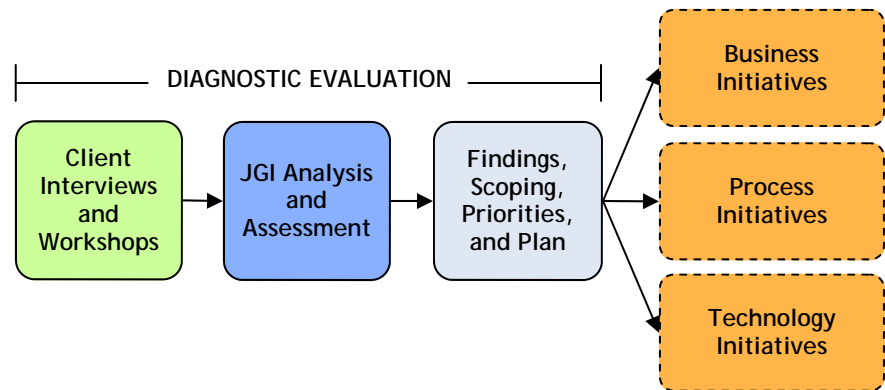 DIAGNOSTIC EVALUATION
Client
Interviews
and
Workshops
JGI Analysis
and
Assessment
Findings,
Scoping,
Priorities,
and Plan
Business
Initiatives
Process
Initiatives
Technology
Initiatives